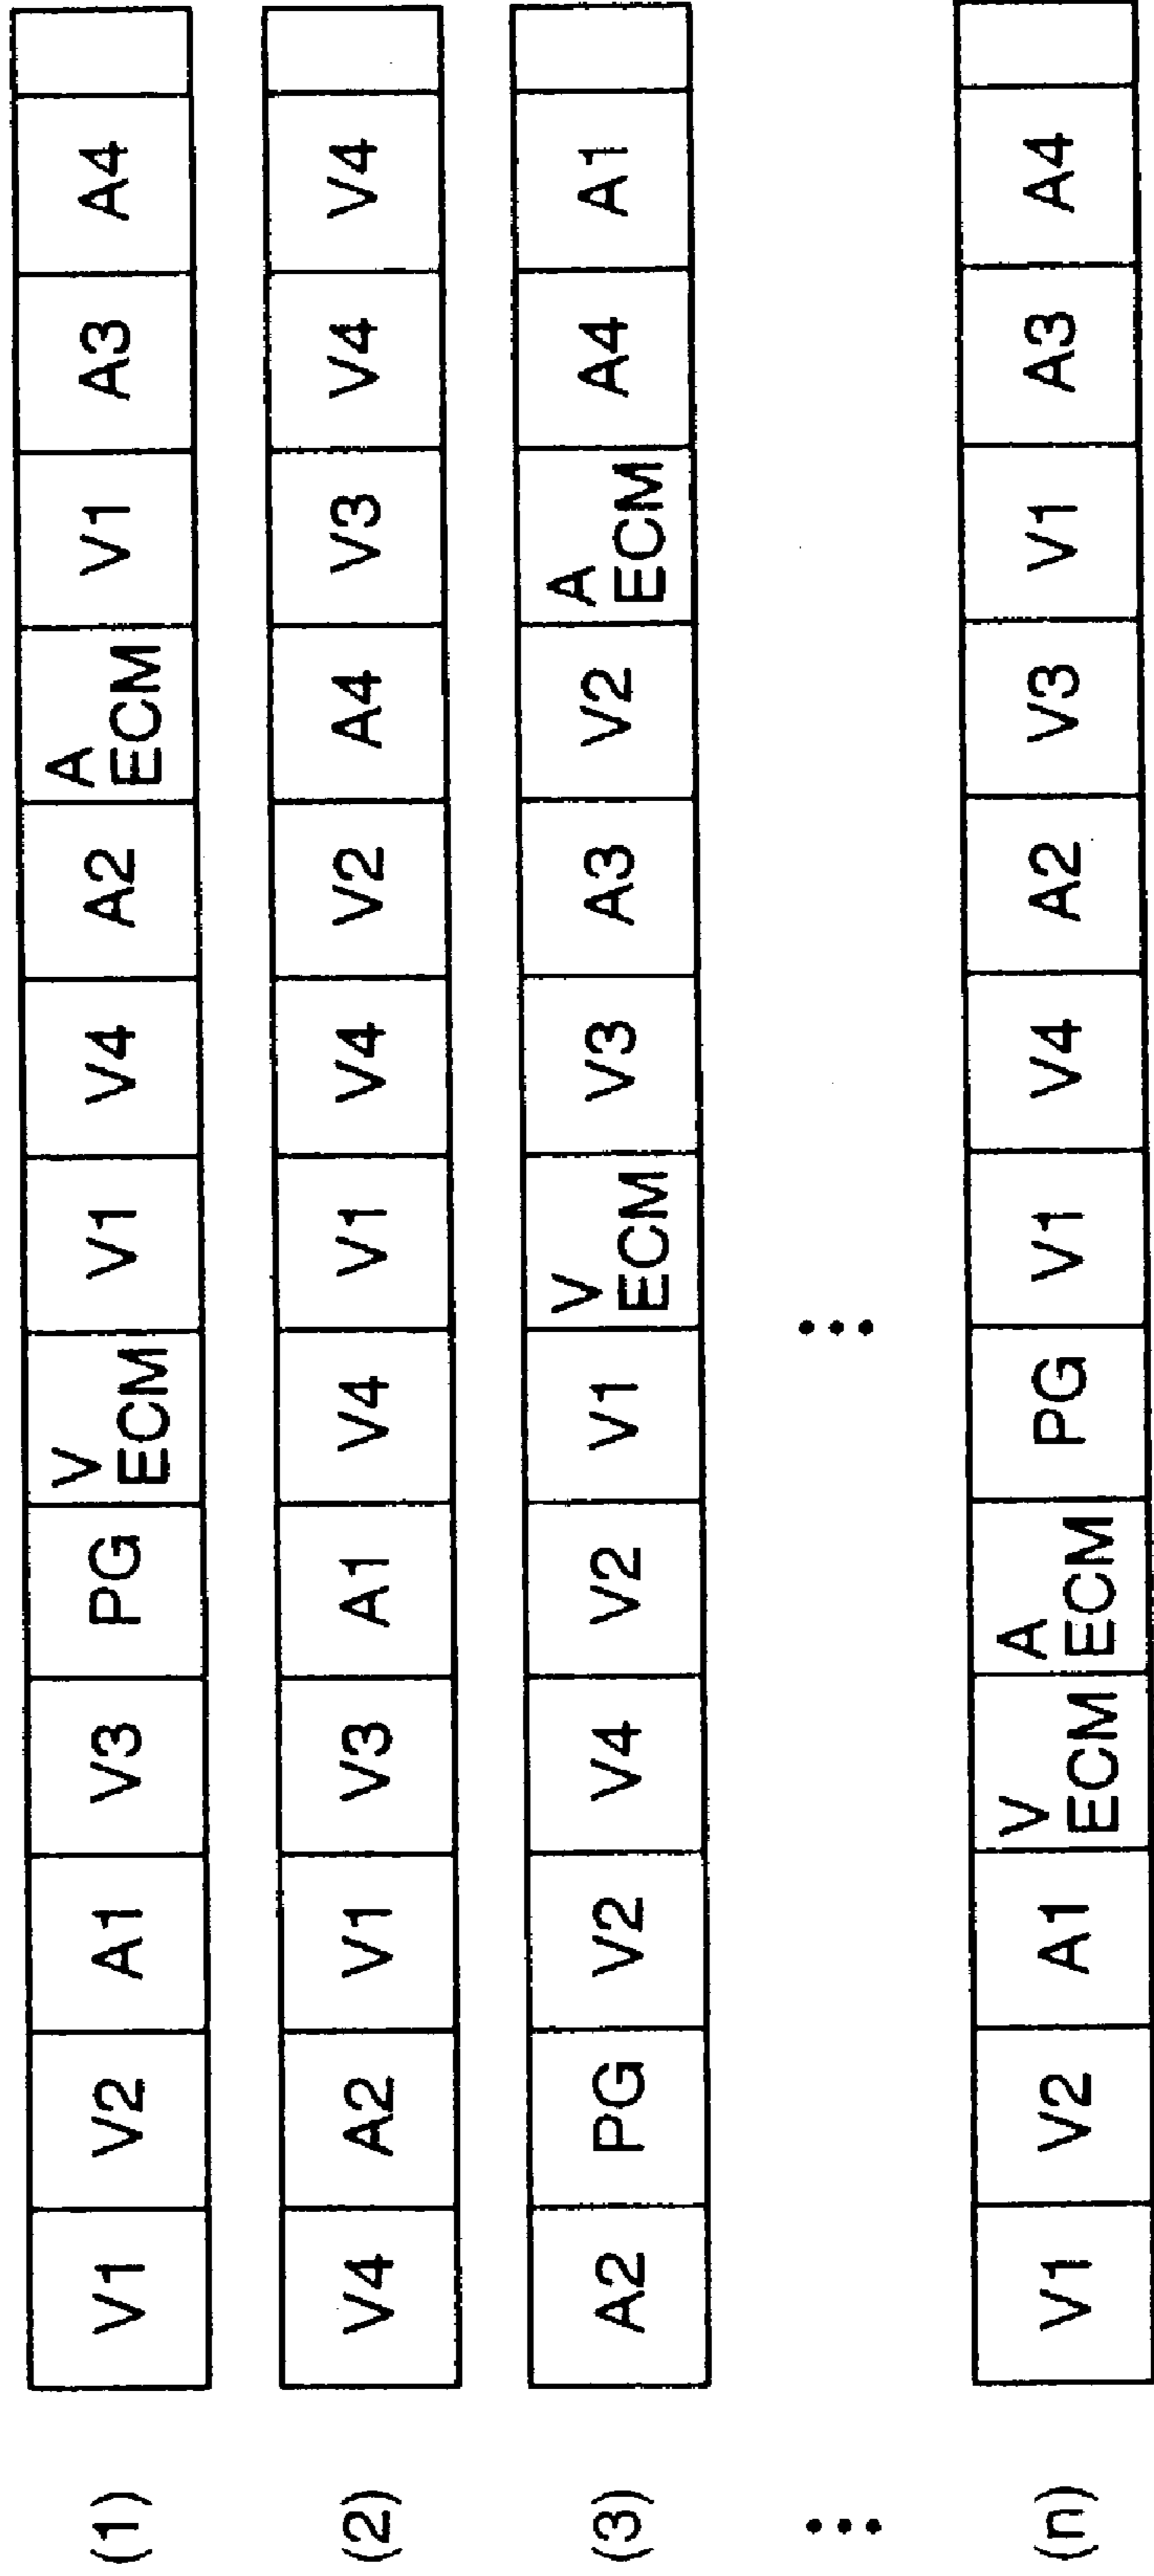 (1) V1 V2 A1 V3 PG V ECM V1 V4 A2 A ECM V1 A3 A4
(2) V4 A2 V1 V3 A1 V4 V1 V4 V2 A4 V3 V4 V4
(3) A2 PG V2 V4 V2 V1 V ECM V3 A3 V2 A ECM A4 A1
(n) V1 V2 A1 V ECM A ECM PG V1 V4 A2 V3 V1 A3 A4